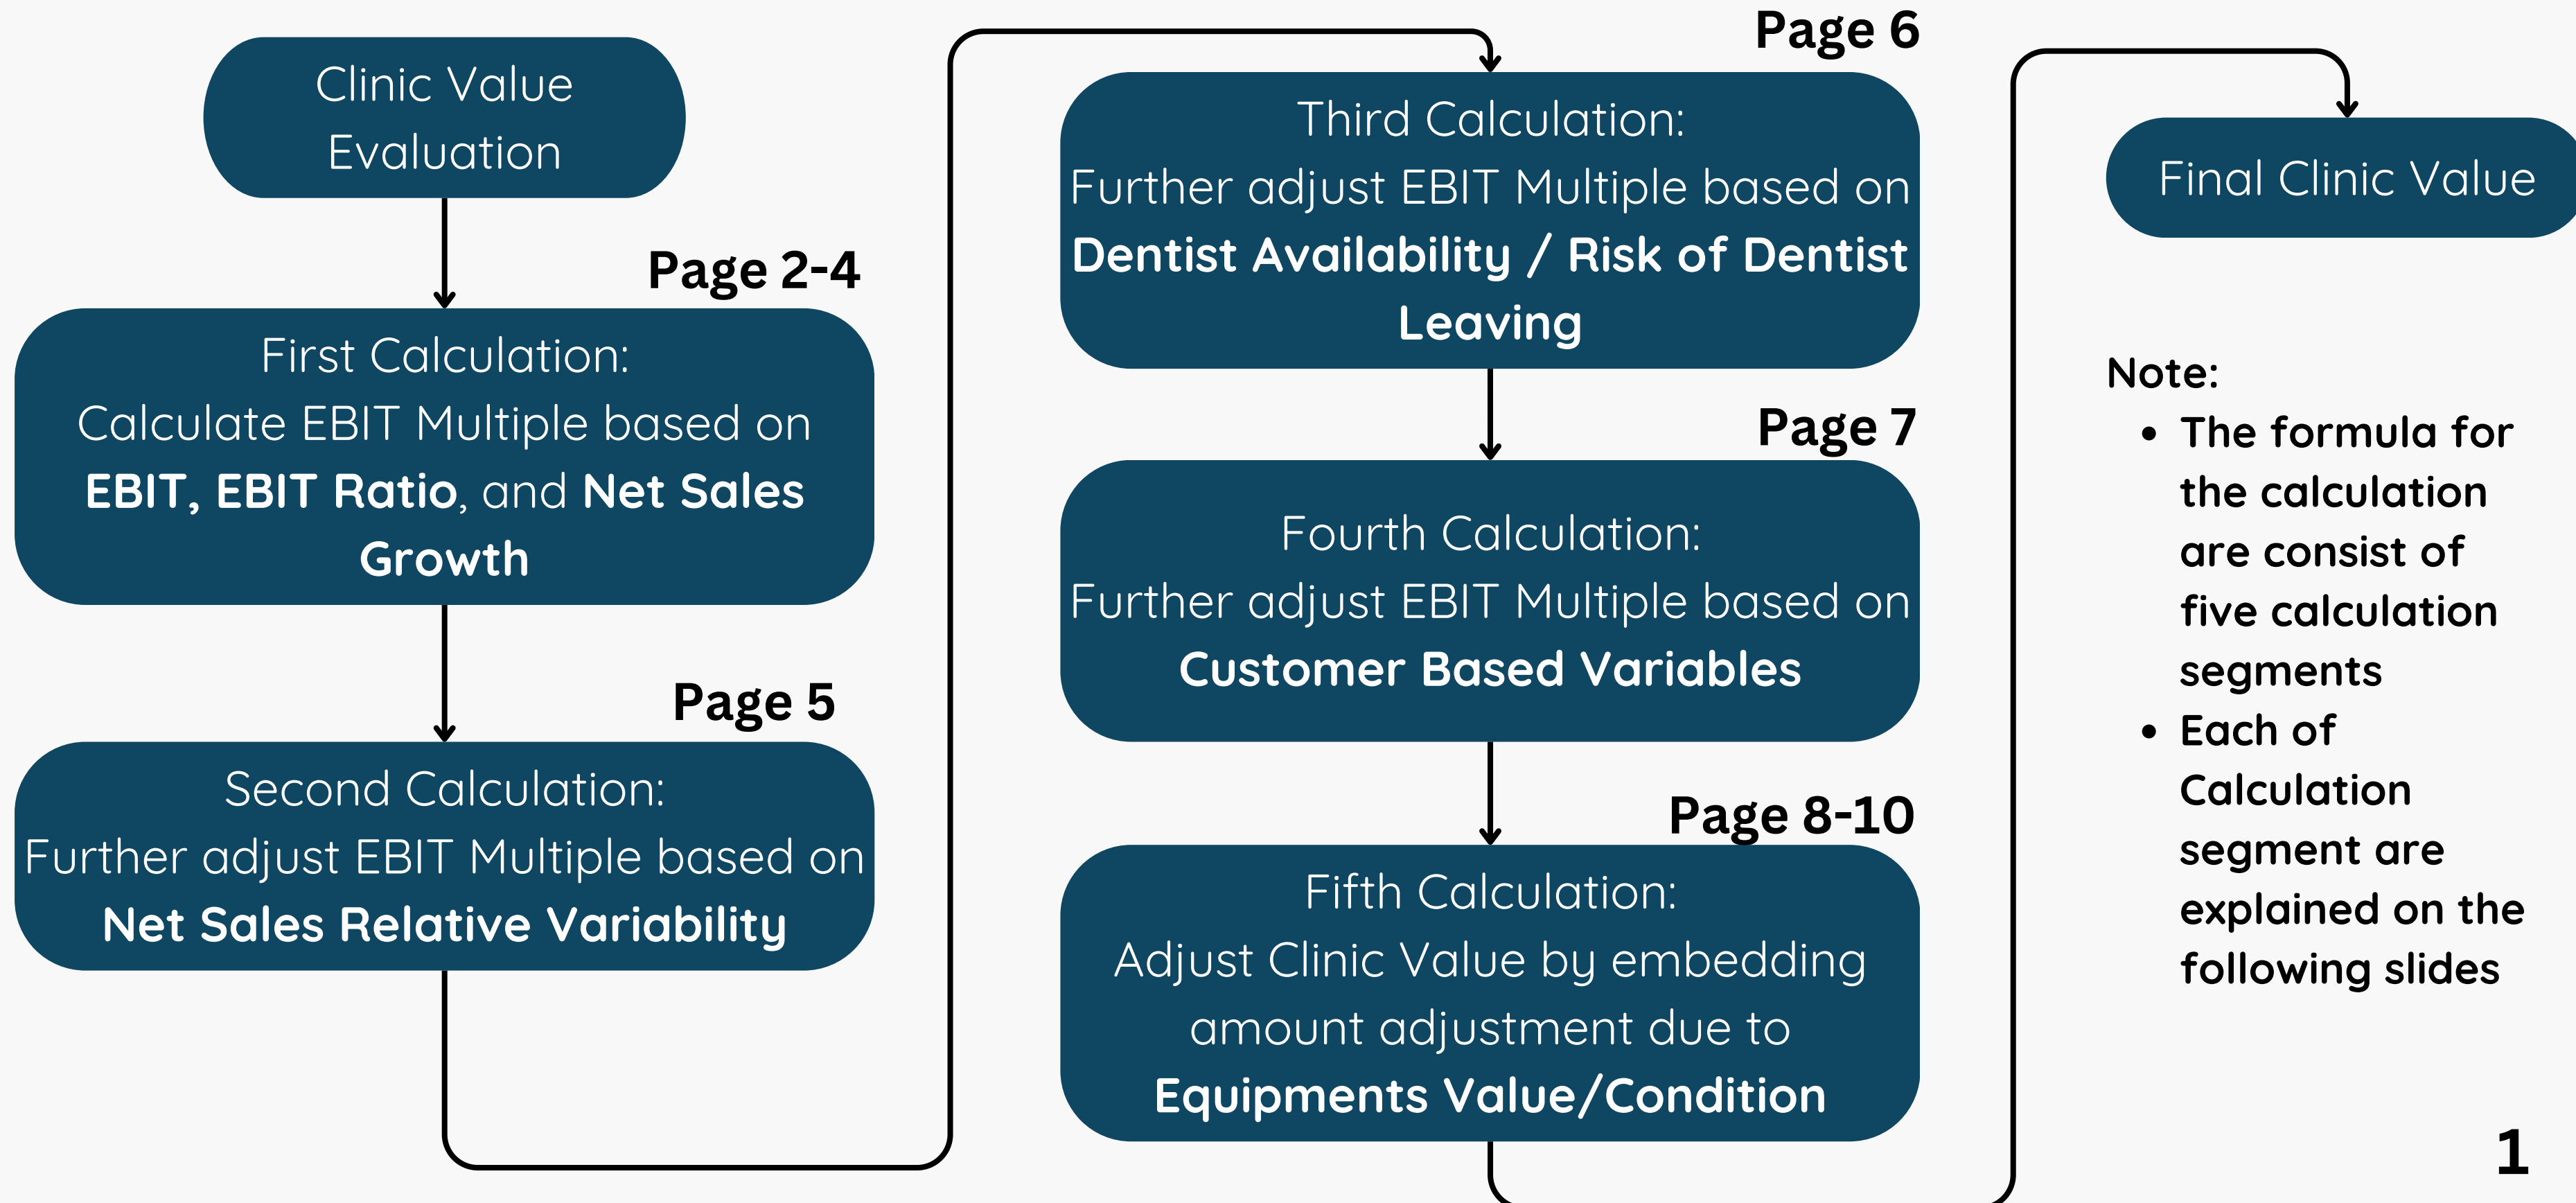 Clinic Value
Evaluation
Page 2-4
First Calculation:
Calculate EBIT Multiple based on
EBIT, EBIT Ratio, and Net Sales
Growth
Page 5
Second Calculation:
Further adjust EBIT Multiple based on
Net Sales Relative Variability
Page 6
Third Calculation:
Further adjust EBIT Multiple based on
Dentist Availability / Risk of Dentist
Leaving
Page 7
Fourth Calculation:
Further adjust EBIT Multiple based on
Customer Based Variables
Page 8-10
Fifth Calculation:
Adjust Clinic Value by embedding
amount adjustment due to
Equipments Value/Condition
Final Clinic Value
Note:
• The formula for
the calculation
are consist of
five calculation
segments
• Each of
Calculation
segment are
explained on the
following slides
1